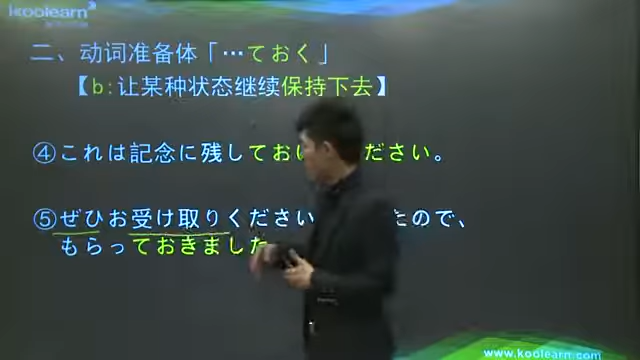 koolearn
二、动词准备体「…ておく」
【b:让某种状态继续保持下去】
④これは記念に残してお ださい。
⑤ぜひお受け取りください たので、
もらっておきました
www.koolearn.com